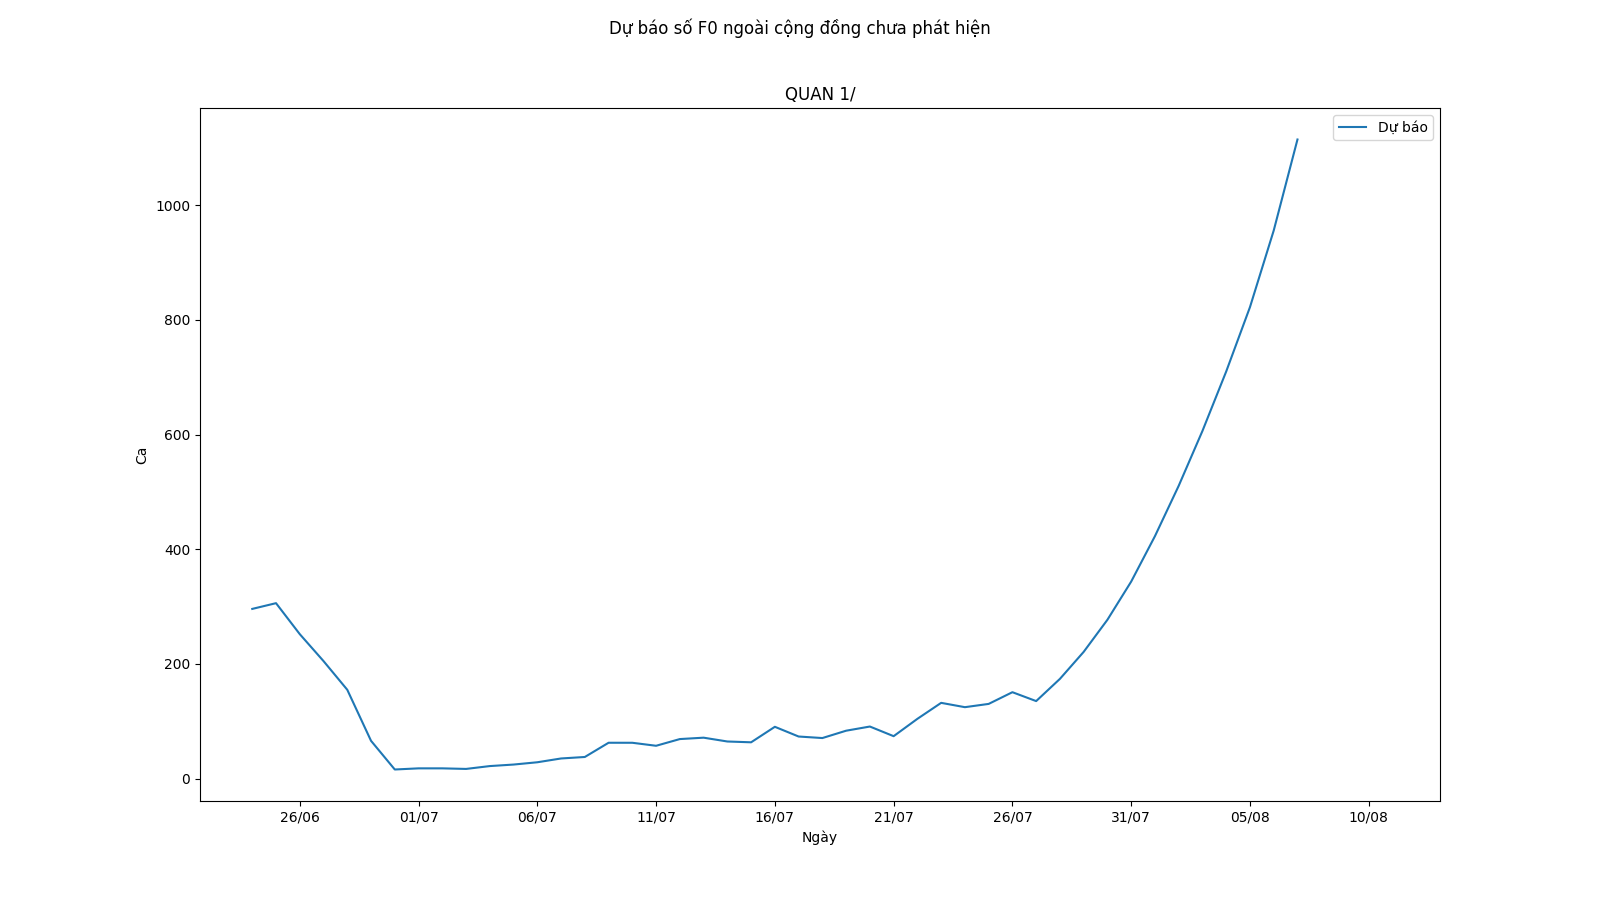 Dự báo số F0 ngoài cộng đồng chưa phát hiện
QUAN 1/
Dự báo
1000
800
600
400
200
0
Ca
26/06 01/07 06/07 11/07 16/07 21/07 26/07 31/07 05/08 10/08
Ngày